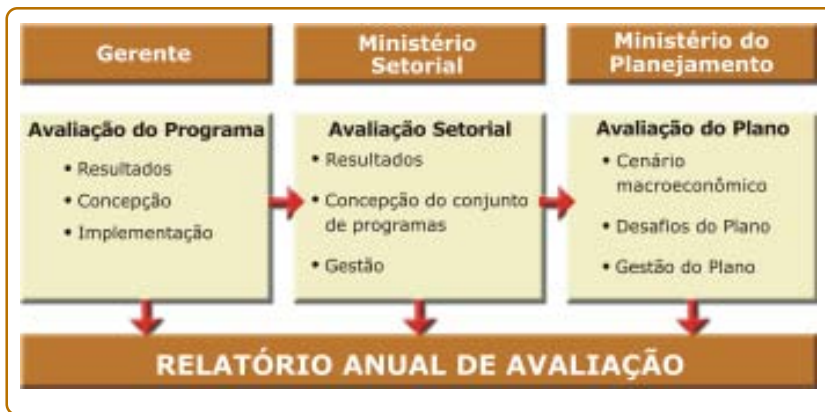 Gerente
Avaliação do Programa
• Resultados
• Concepção
• Implementação
Ministério
Setorial
Avaliação Setorial
• Resultados
• Concepção do conjunto
de programas
• Gestão
Ministério do
Planejamento
Avaliação do Plano
• Cenário
macroeconômico
• Desafios do Plano
• Gestão do Plano
RELATÓRIO ANUAL DE AVALIAÇÃO